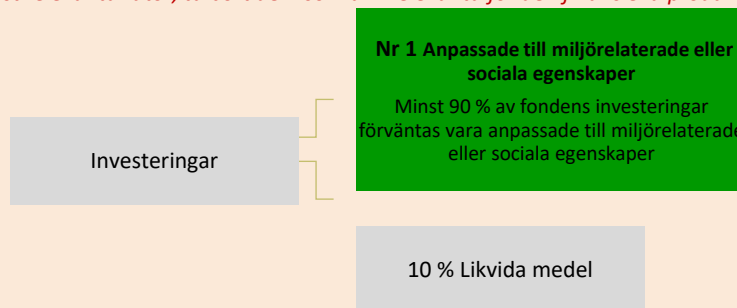 Investeringar
Nr 1 Anpassade till miljörelaterade eller
sociala egenskaper
Minst 90 % av fondens investeringar
förväntas vara anpassade till miljörelaterade
eller sociala egenskaper
10 % Likvida medel